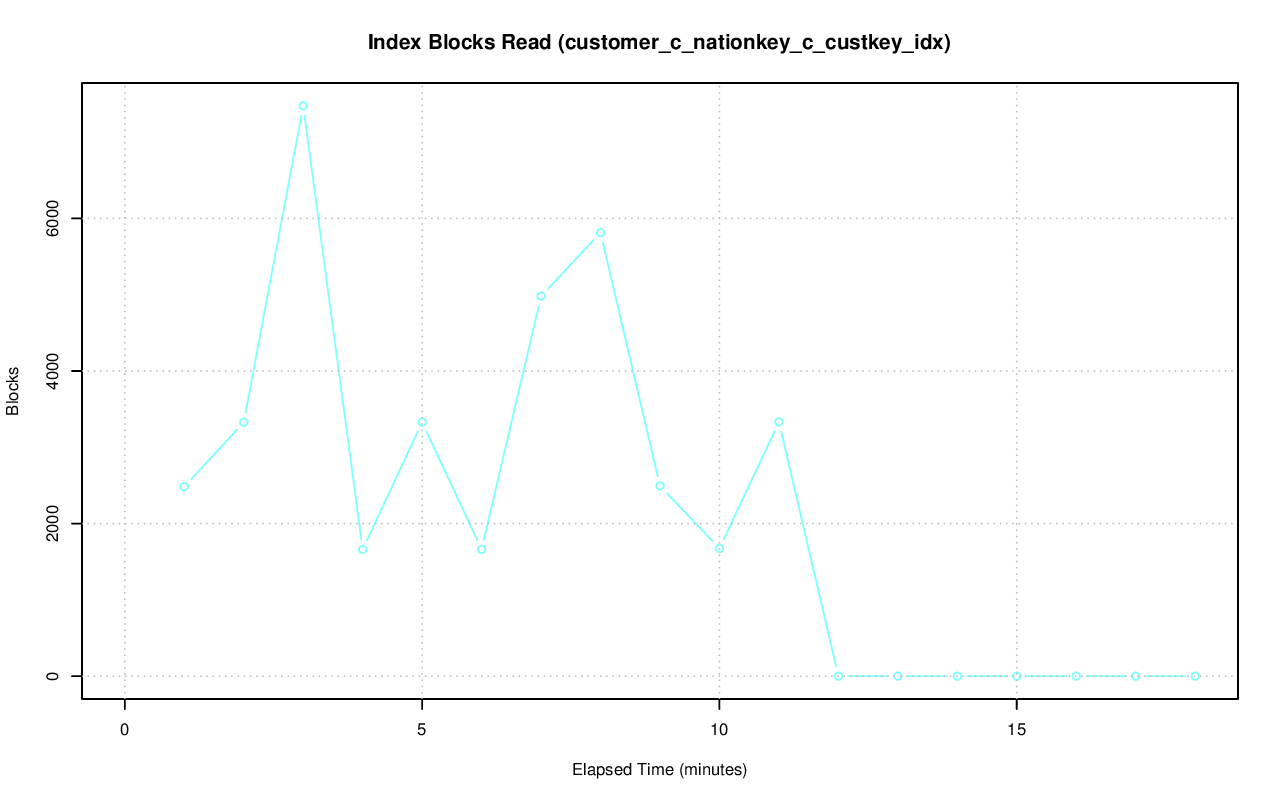 Index Blocks Read (customer_c_nationkey_c_custkey_idx)
Blocks
6000
4000
2000
0
0 5 10 15
Elapsed Time (minutes)